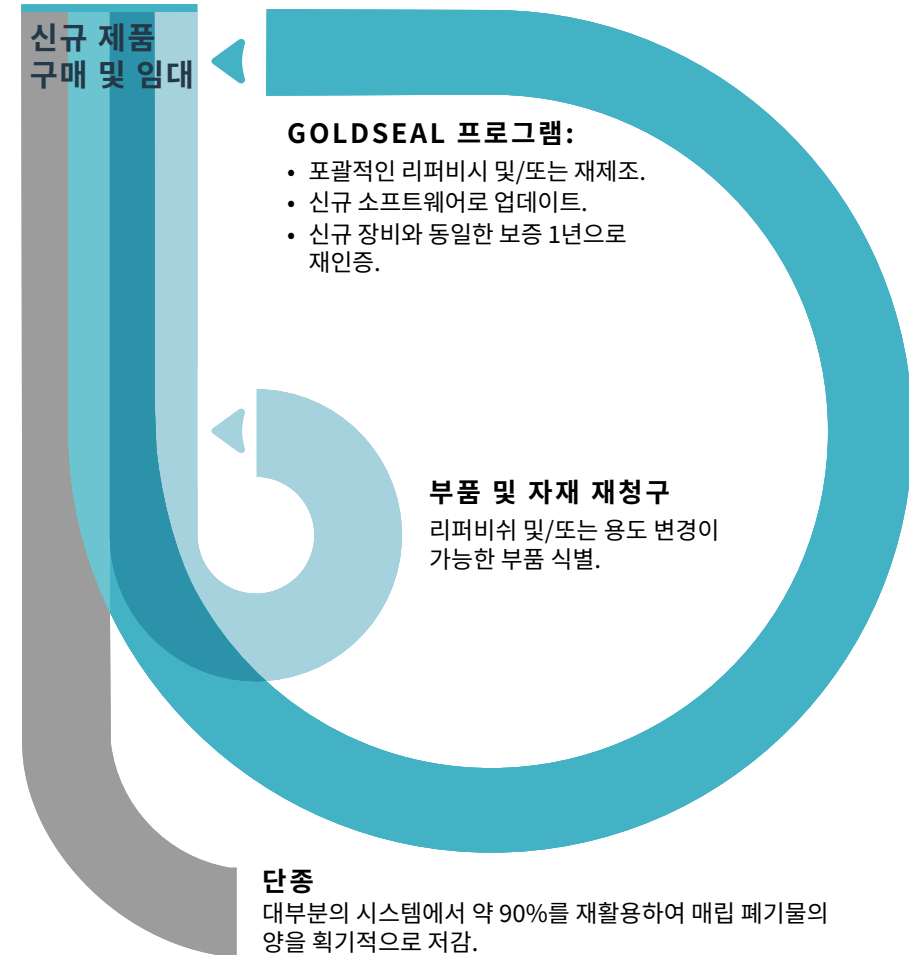 신규 제품
구매 및 임대
GOLDSEAL 프로그램:
• 포괄적인 리퍼비시 및/또는 재제조.
• 신규 소프트웨어로 업데이트.
• 신규 장비와 동일한 보증 1년으로
재인증.
부품 및 자재 재청구
리퍼비쉬 및/또는 용도 변경이
가능한 부품 식별.
단종
대부분의 시스템에서 약 90%를 재활용하여 매립 폐기물의
양을 획기적으로 저감.